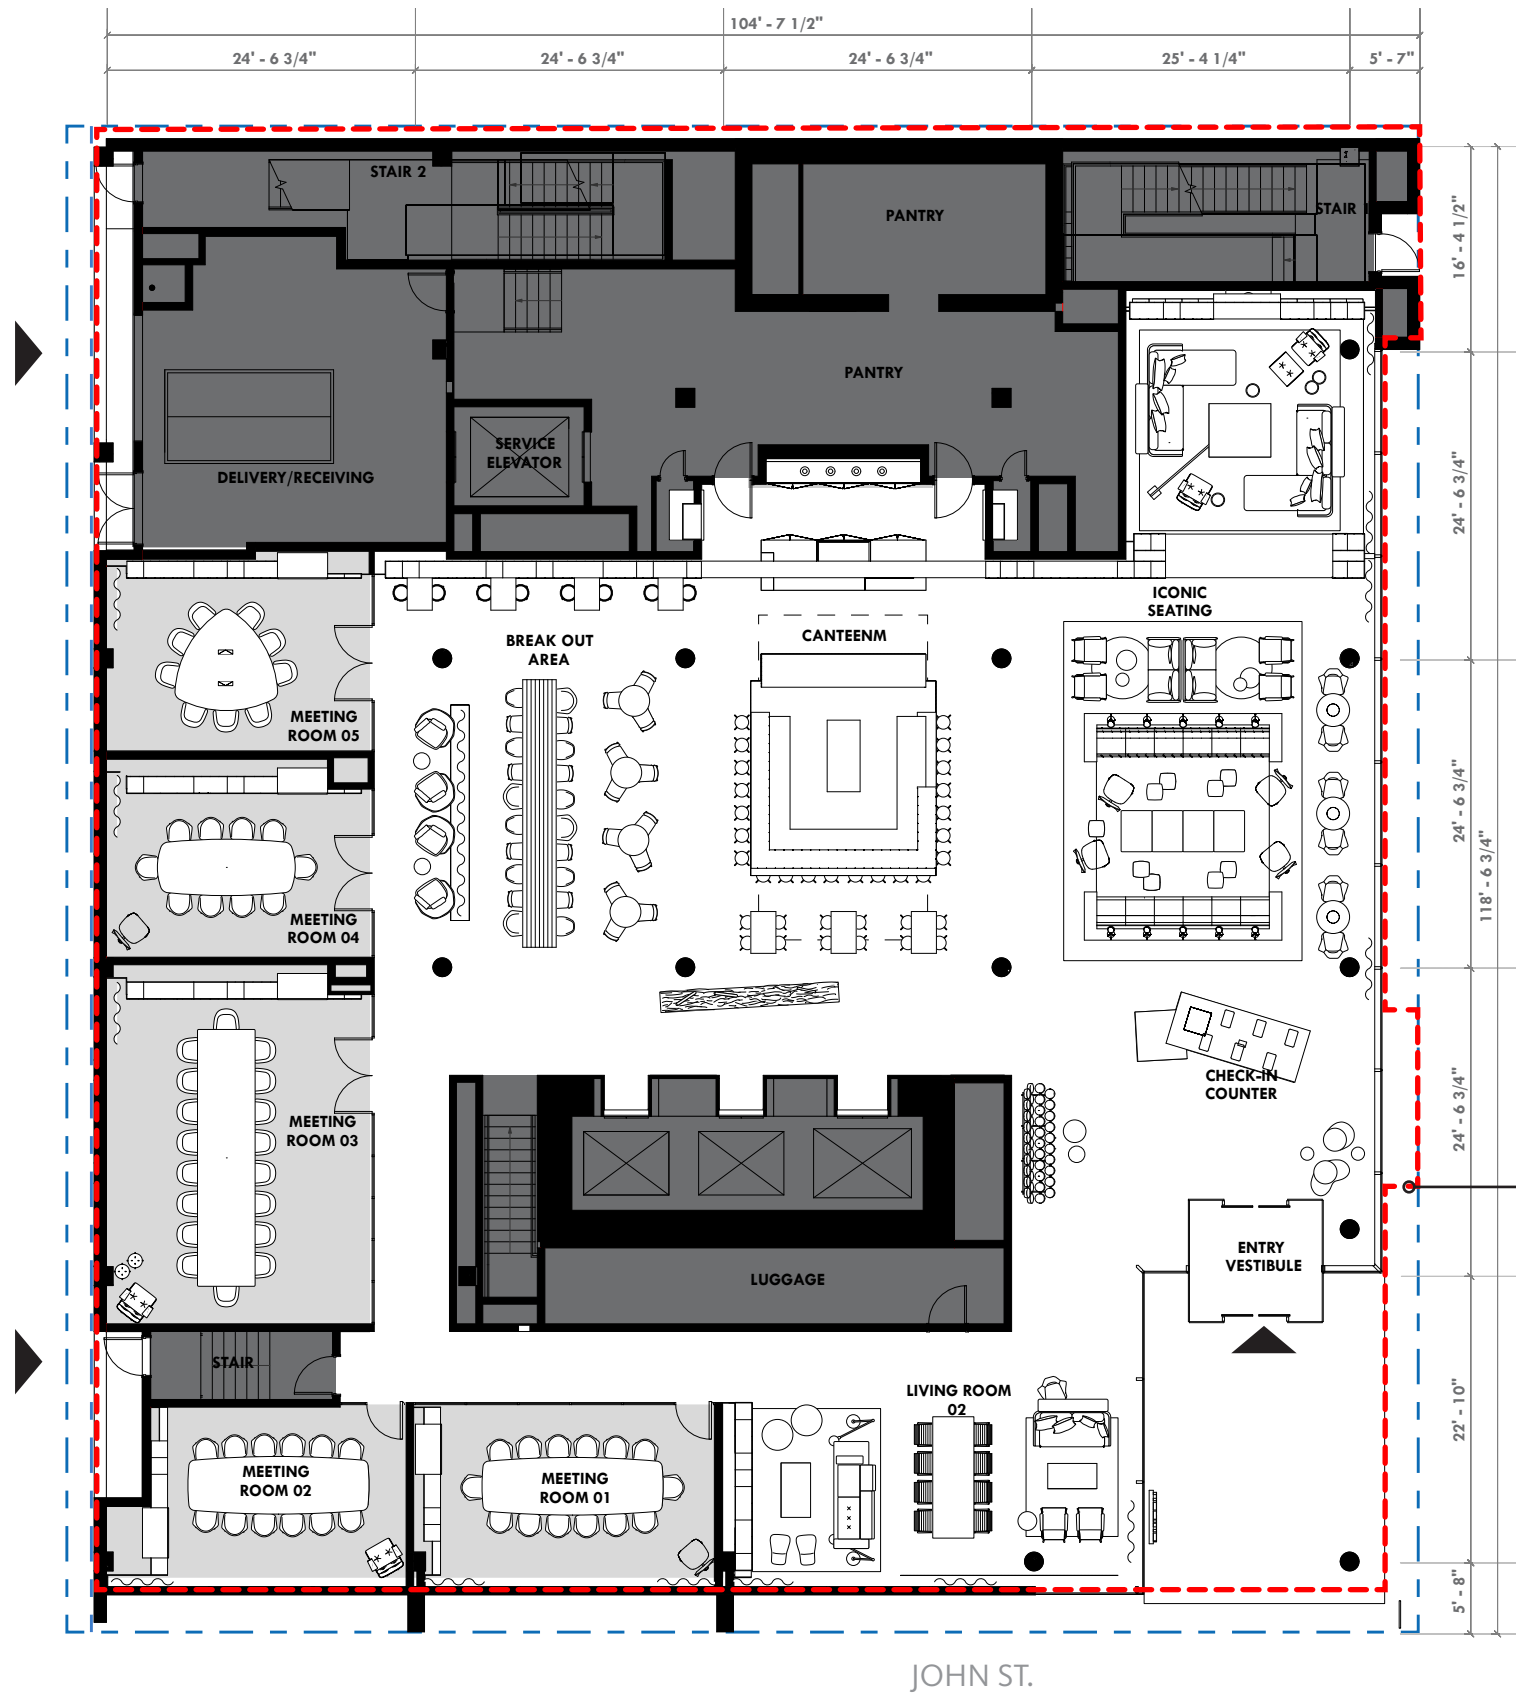 104' - 7 1/2"
24' - 6 3/4"
24' - 6 3/4"
24' - 6 3/4"
25' - 4 1/4"
5' - 7"
STAIR 2
PANTRY
STAIR
16' - 4 1/2"
PANTRY
SERVICE
ELEVATOR
DELIVERY/RECEIVING
24' - 6 3/4"
ICONIC
SEATING
BREAK OUT
AREA
CANTEENM
MEETING
ROOM 05
24' - 6 3/4"
118' - 6 3/4"
MEETING
ROOM 04
CHECK-IN
COUNTER
MEETING
ROOM 03
24' - 6 3/4"
ENTRY
VESTIBULE
LUGGAGE
STAIR
LIVING ROOM
02
22' - 10"
MEETING
ROOM 02
MEETING
ROOM 01
5' - 8"
JOHN ST.